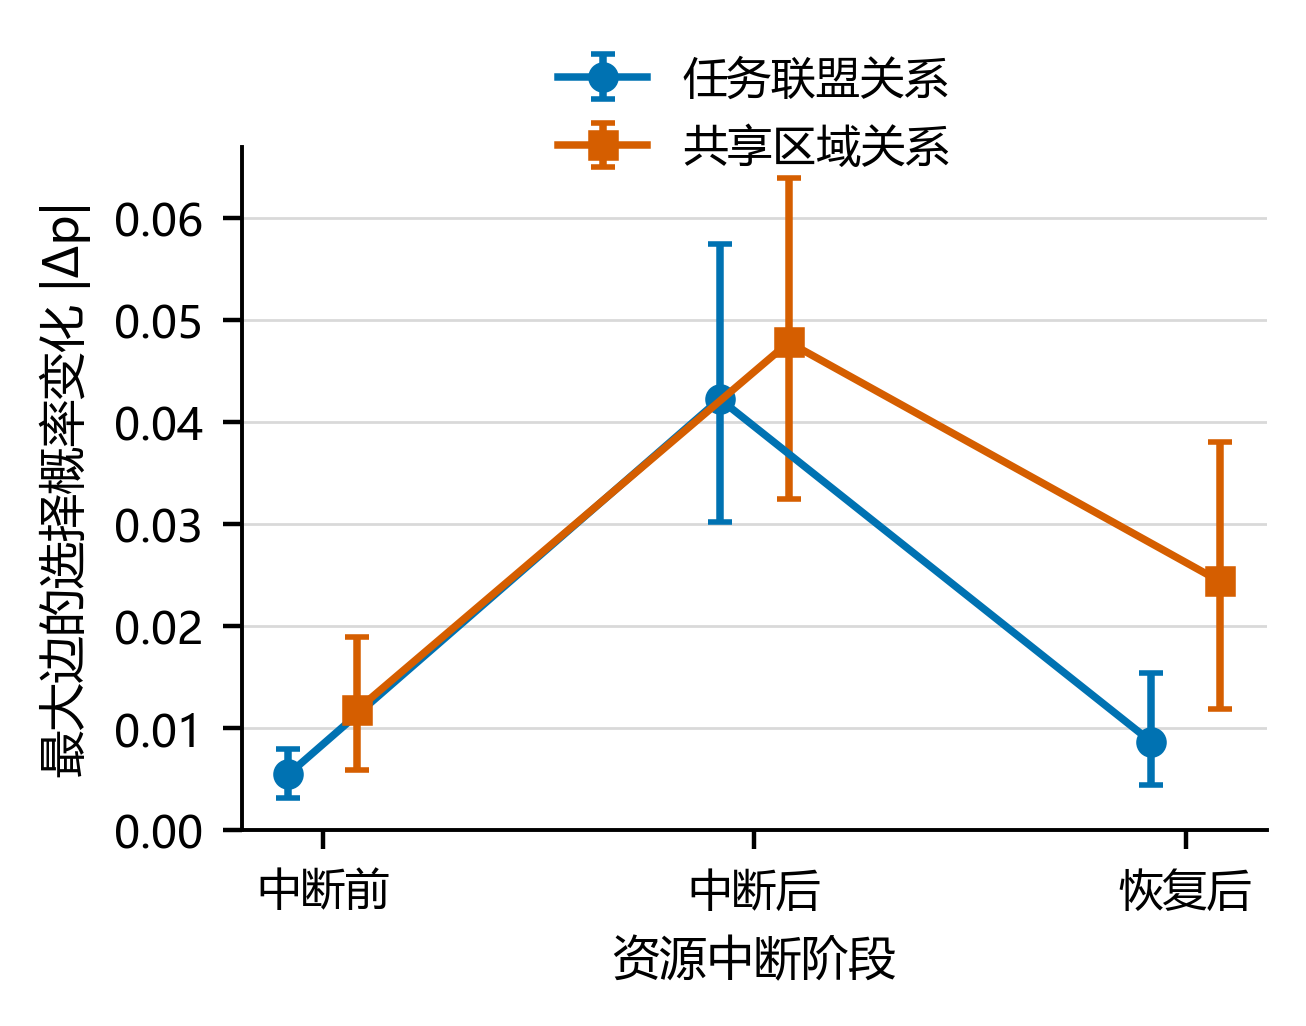 任务联盟关系
共享区域关系
最大边的选择概率变化 |Δp|
0.06
0.05
0.04
0.03
0.02
0.01
0.00
中断前
中断后
恢复后
资源中断阶段